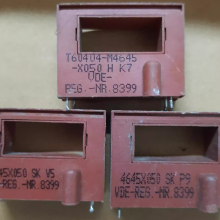 T60404-M4645
-X050 H K7
VDE-
REG.-NR.8399
45X050 SK V5
-REG.-NR.8399
4645X050 SK P9
VDE-REG.-NR.8399